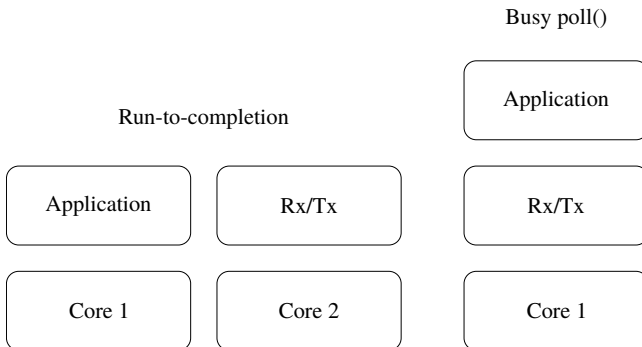 Busy poll()
Application
Run-to-completion
Application Rx/Tx Rx/Tx
Core 1 Core 2 Core 1